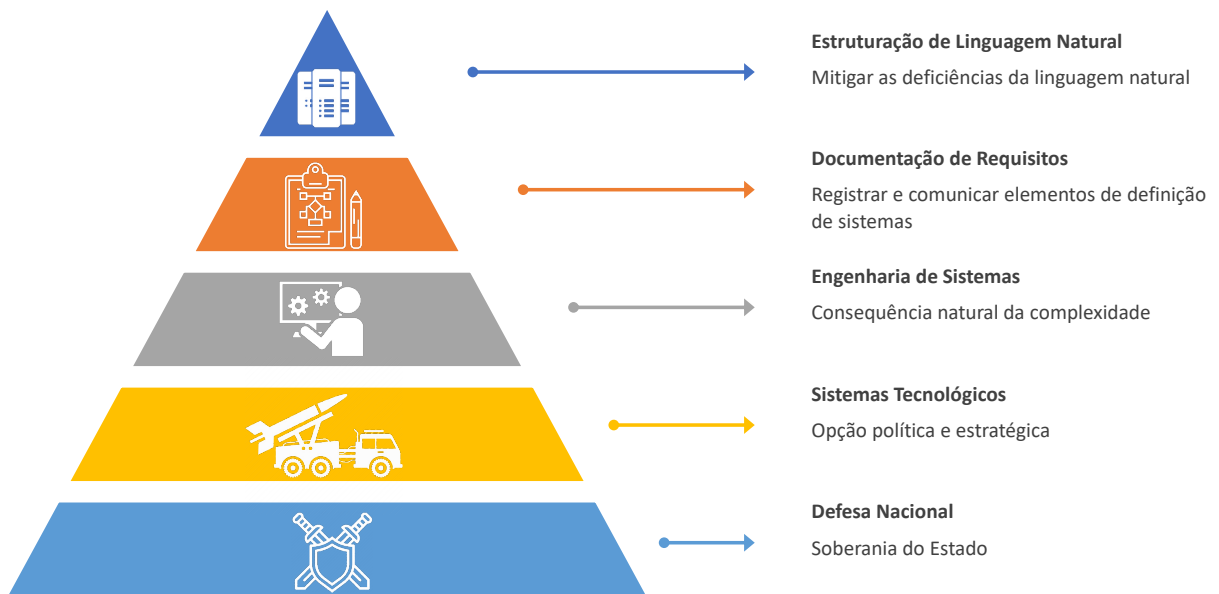 Estruturação de Linguagem Natural
Mitigar as deficiências da linguagem natural
Documentação de Requisitos
Registrar e comunicar elementos de definição
de sistemas
Engenharia de Sistemas
Consequência natural da complexidade
Sistemas Tecnológicos
Opção política e estratégica
Defesa Nacional
Soberania do Estado